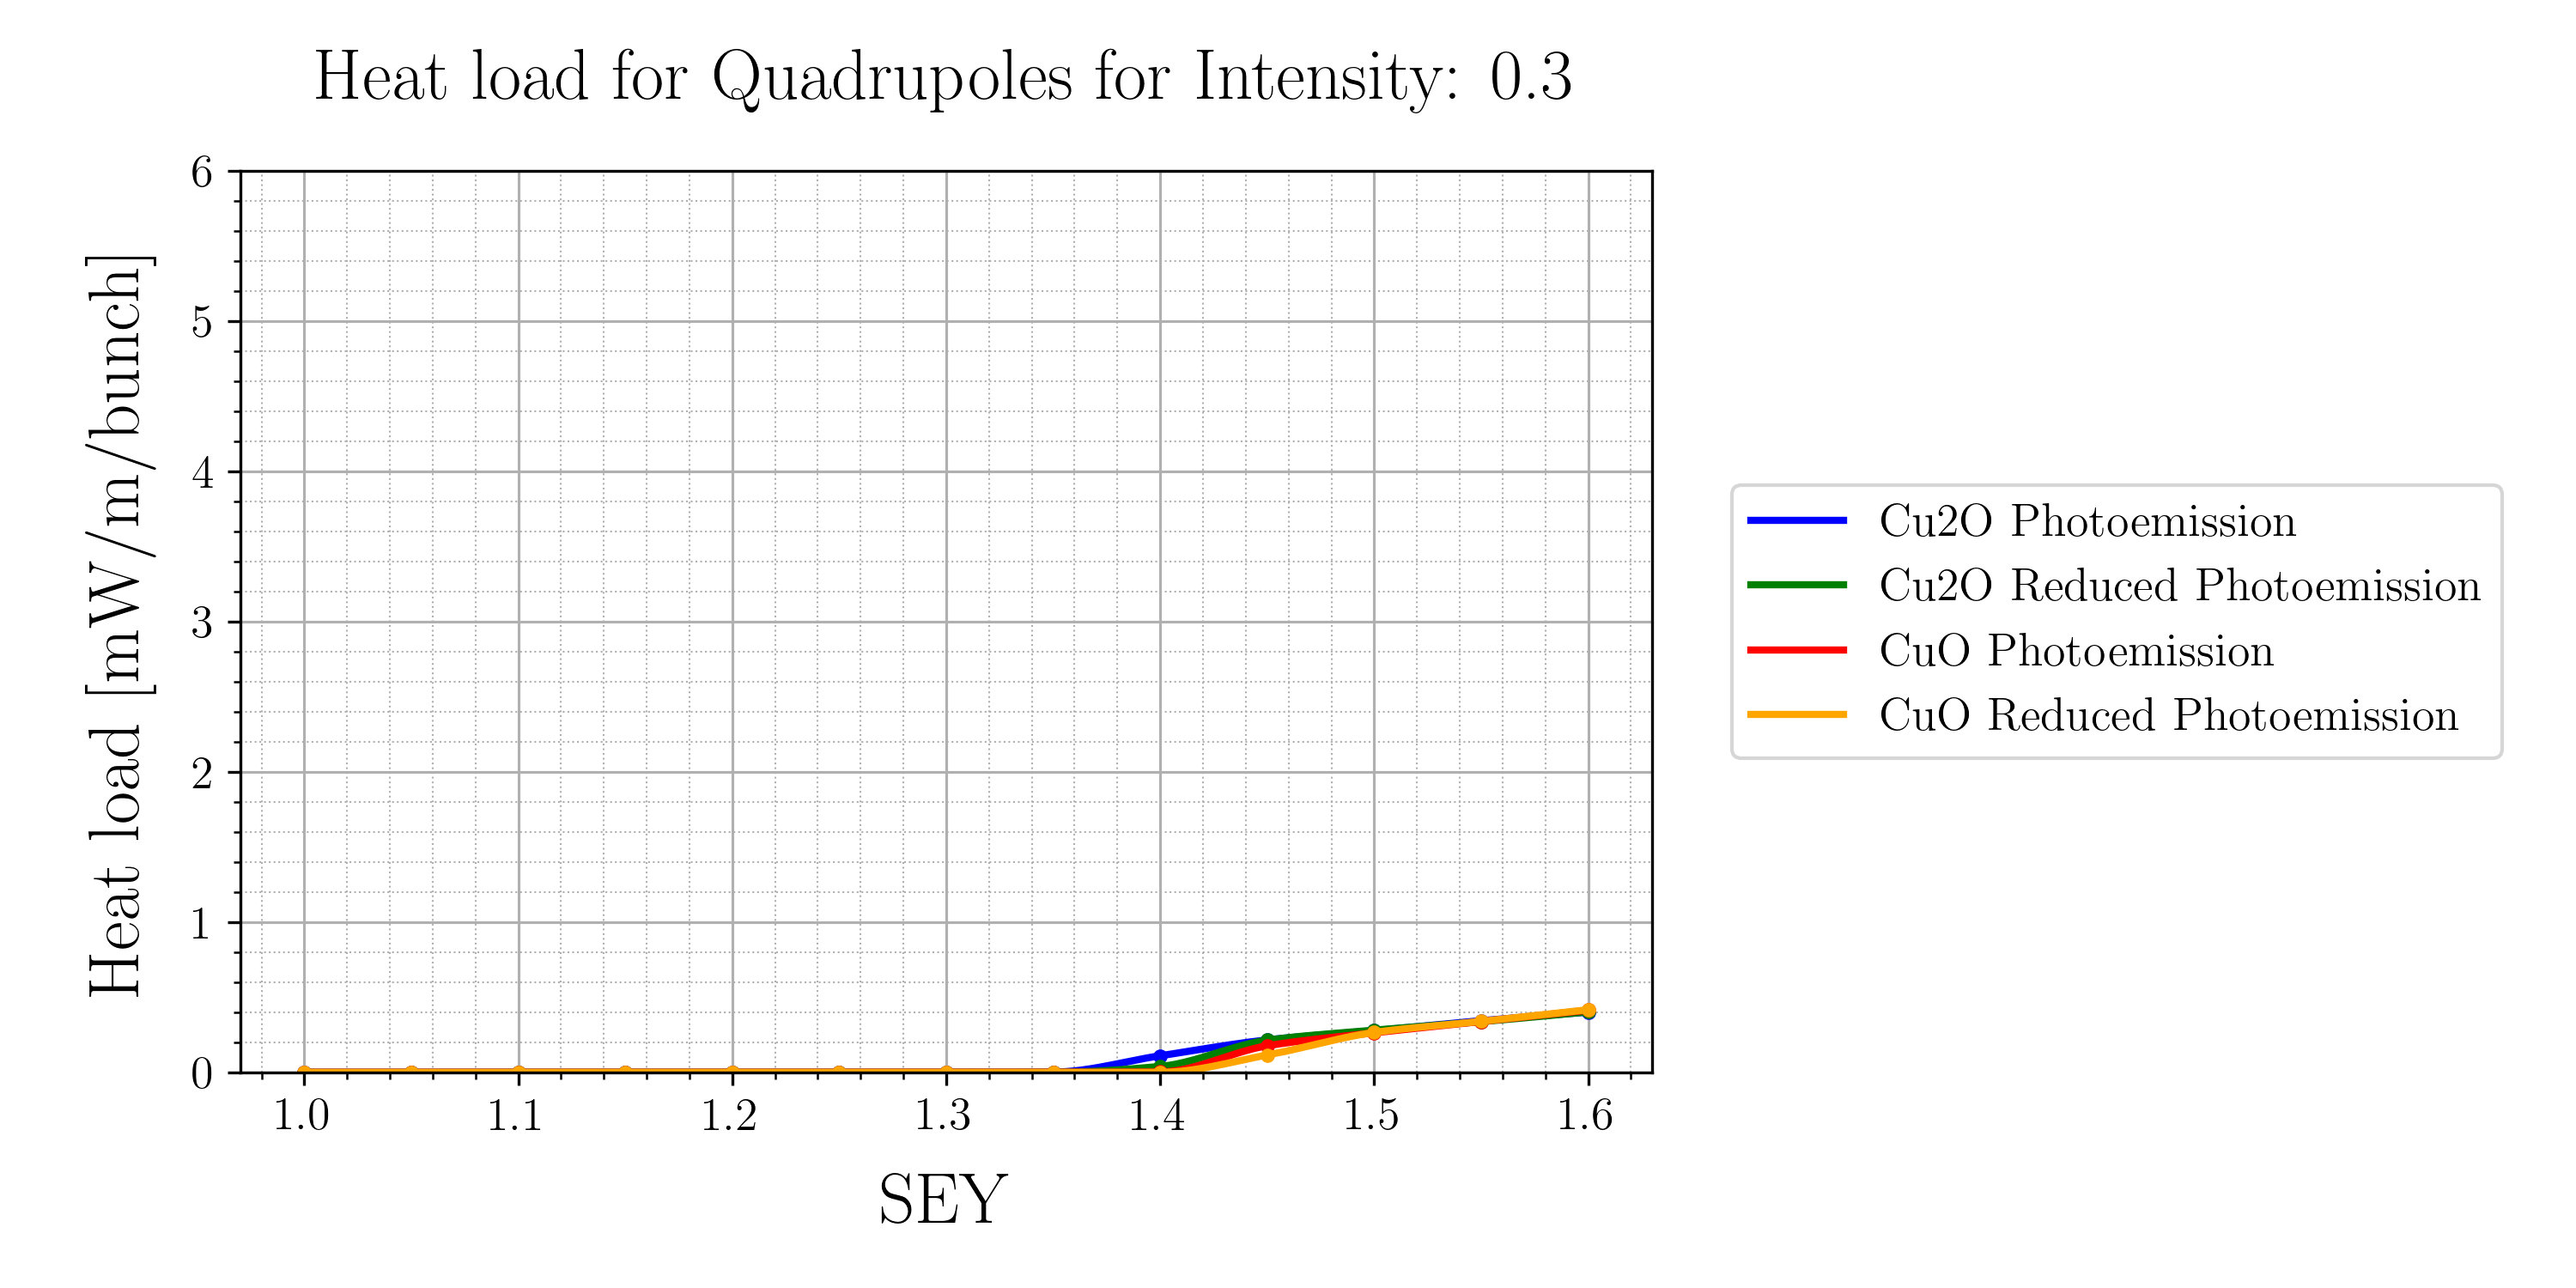 Heat load for Quadrupoles for Intensity: 0.3
Heat load [mW/m/bunch]
6
5
4
3
2
1
0
1.0 1.1 1.2 1.3 1.4 1.5 1.6
SEY
Cu2O Photoemission
Cu2O Reduced Photoemission
CuO Photoemission
CuO Reduced Photoemission